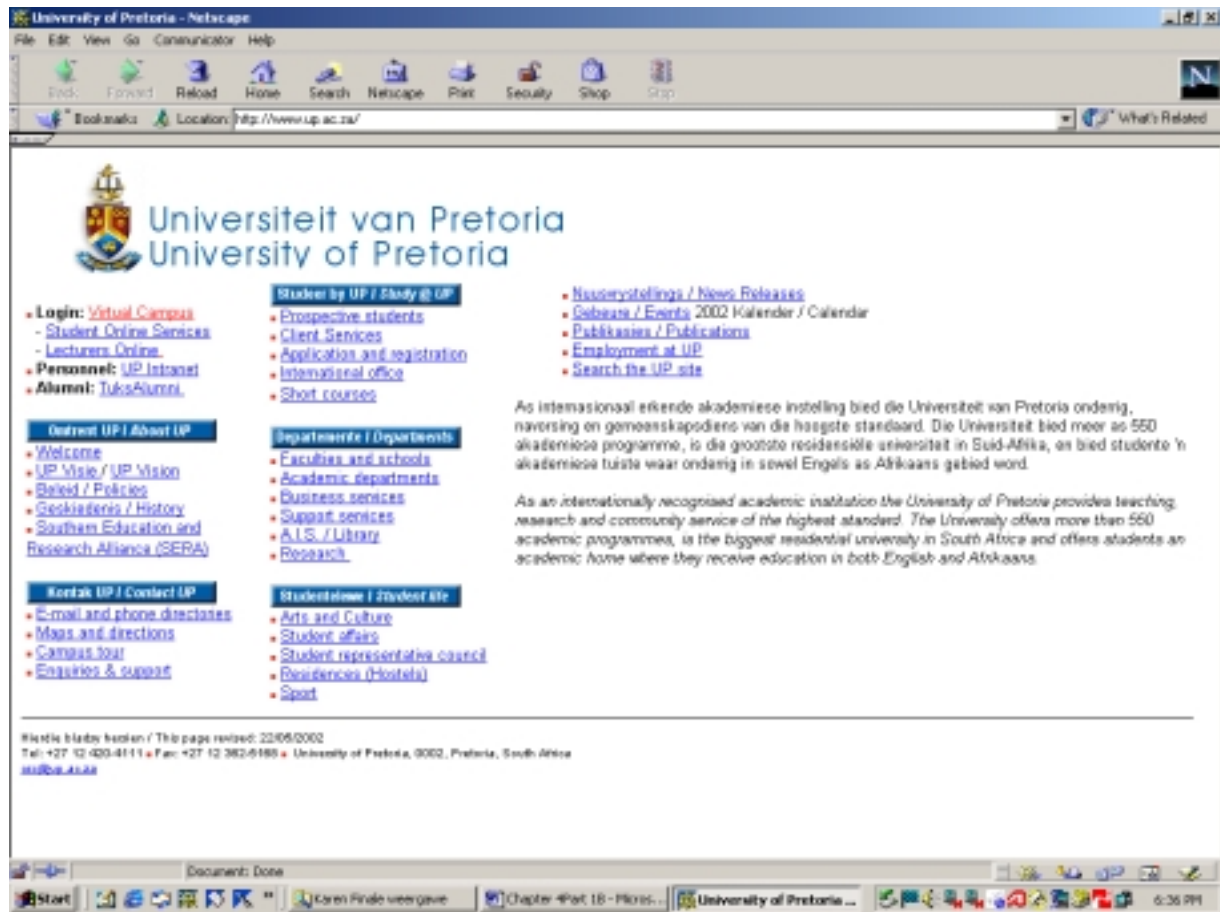 University of Pretoria - Netscape
File Edit View Go Communicator Help
Back Forward Reload Home Search Netscape Print Security Shop Stop
Bookmarks Location: http://www.up.ac.za/ What's Related
Universiteit van Pretoria
University of Pretoria
Login: Virtual Campus
- Student Online Services
- Lecturers Online
Personnel: UP Intranet
Alumni: TuksAlumni
Omtrent UP / About UP
Welcome
UP Visie / UP Vision
Beleid / Policies
Geskiedenis / History
Southern Education and
Research Alliance (SERA)
Kontak UP / Contact UP
E-mail and phone directories
Maps and directions
Campus tour
Enquiries & support
Studeer by UP / Study @ UP
Prospective students
Client Services
Application and registration
International office
Short courses
Departemente / Departments
Faculties and schools
Academic departments
Business services
Support services
A.I.S. / Library
Research
Studentelewe / Student life
Arts and Culture
Student affairs
Student representative council
Residences (Hostels)
Sport
Nuusvrystellings / News Releases
Gebeure / Events 2002 Kalender / Calendar
Publikasies / Publications
Employment at UP
Search the UP site
As internasionaal erkende akademiese instelling bied die Universiteit van Pretoria onderrig,
navorsing en gemeenskapsdiens van die hoogste standaard. Die Universiteit bied meer as 550
akademiese programme, is die grootste residensiële universiteit in Suid-Afrika, en bied studente 'n
akademiese tuiste waar onderrig in sowel Engels as Afrikaans gebied word.
As an internationally recognised academic institution the University of Pretoria provides teaching,
research and community service of the highest standard. The University offers more than 550
academic programmes, is the biggest residential university in South Africa and offers students an
academic home where they receive education in both English and Afrikaans.
Hierdie bladsy hersien / This page revised: 22/05/2002
Tel: +27 12 420-4111 Fax: +27 12 362-5168 University of Pretoria, 0002, Pretoria, South Africa
Document: Done
Start Karen Finale weergawe Chapter 4Part 1B - Micros... University of Pretoria ... 6:36 PM